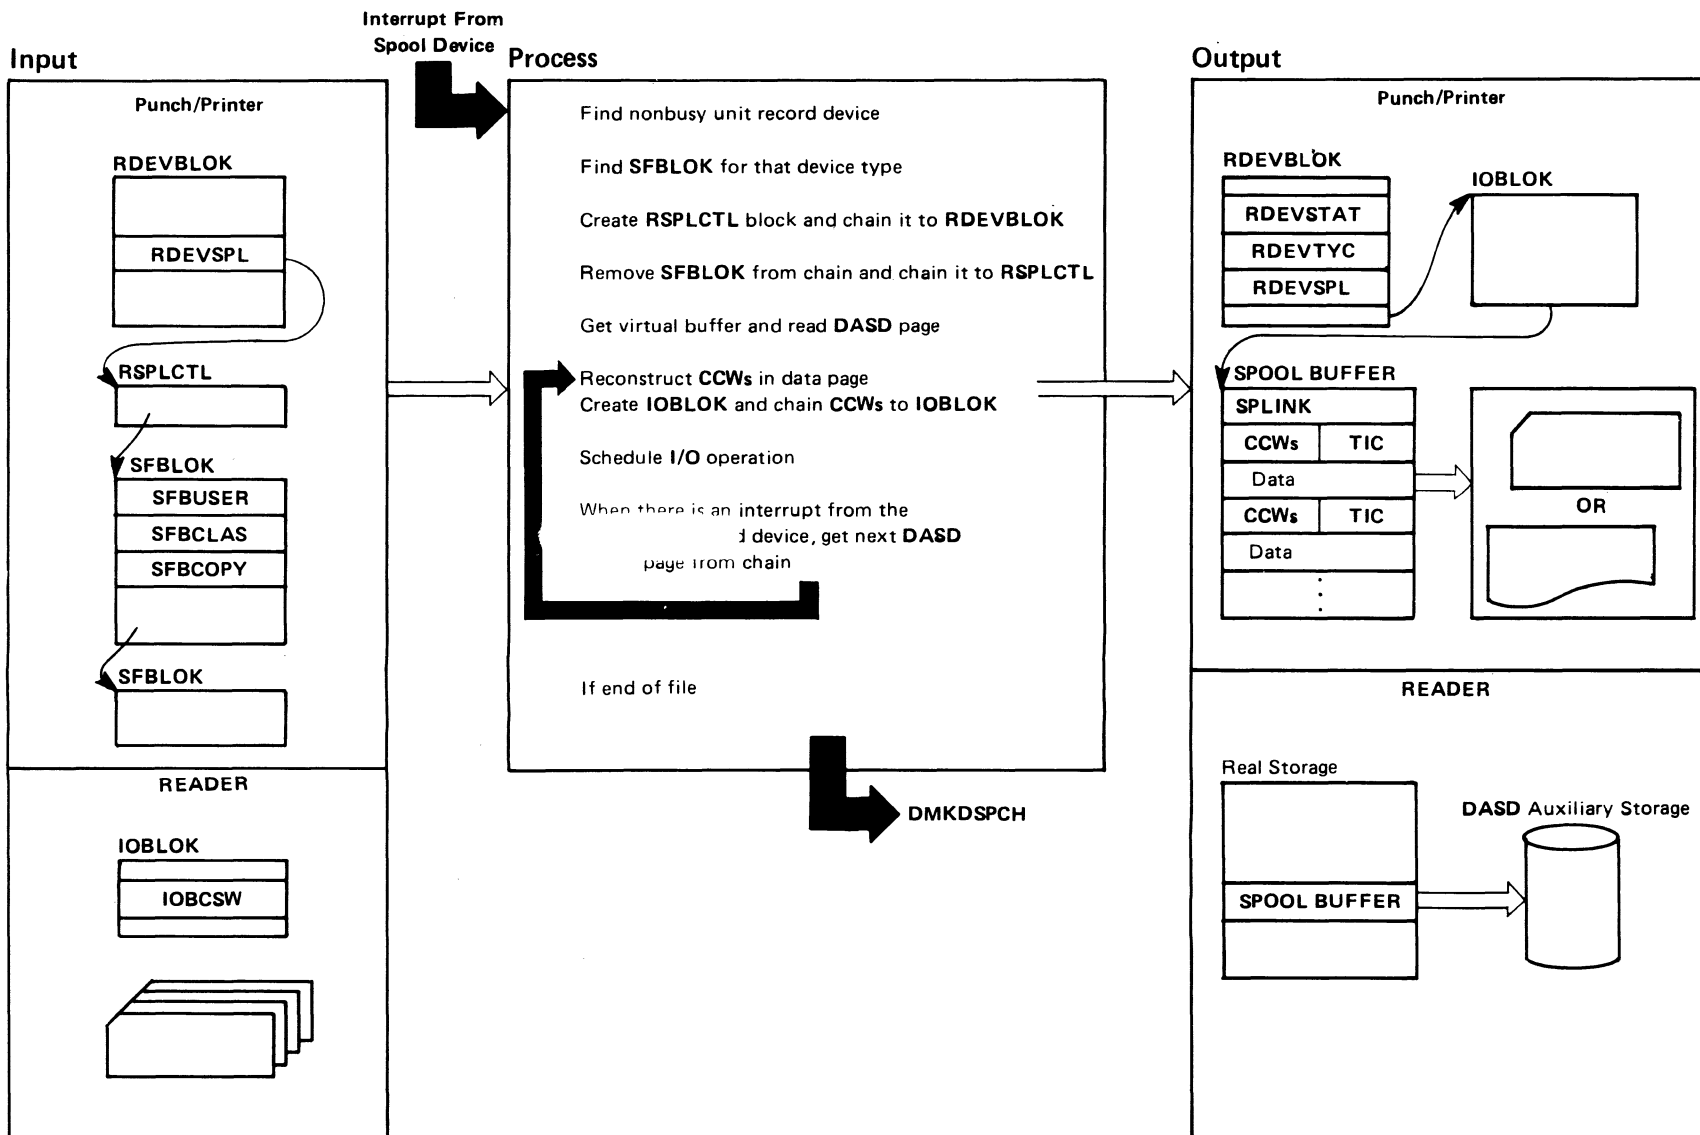 Interrupt From
Spool Device
Input
Punch/Printer
RDEVBLOK
RDEVSPL
RSPLCTL
SFBLOK
SFBUSER
SFBCLAS
SFBCOPY
SFBLOK
READER
IOBLOK
IOBCSW
Process
Find nonbusy unit record device
Find SFBLOK for that device type
Create RSPLCTL block and chain it to RDEVBLOK
Remove SFBLOK from chain and chain it to RSPLCTL
Get virtual buffer and read DASD page
Reconstruct CCWs in data page
Create IOBLOK and chain CCWs to IOBLOK
Schedule I/O operation
When there is an interrupt from the
device, get next DASD
page from chain
If end of file
DMKDSPCH
Output
Punch/Printer
RDEVBLOK
IOBLOK
RDEVSTAT
RDEVTYC
RDEVSPL
SPOOL BUFFER
SPLINK
CCWs TIC
Data
CCWs TIC
Data
OR
READER
Real Storage
DASD Auxiliary Storage
SPOOL BUFFER